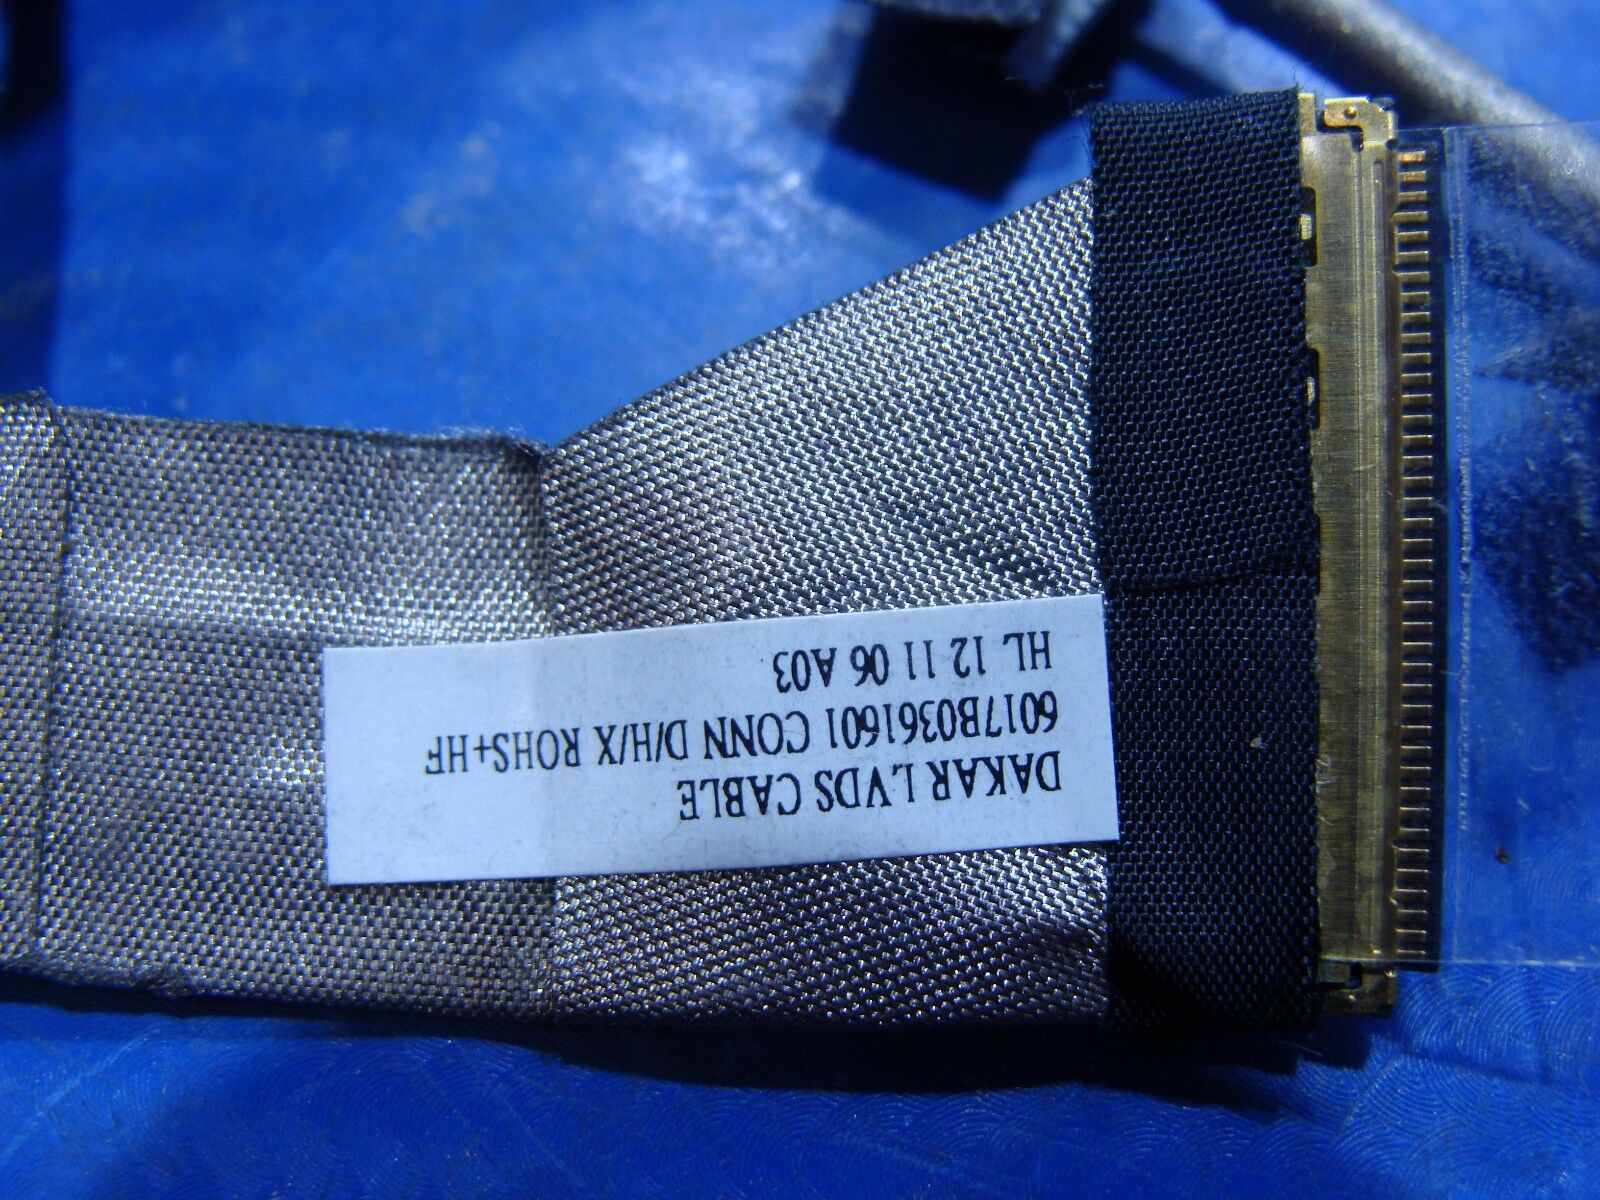 DAKAR LVDS CABLE
6017B0361601 CONN D/H/X ROHS+HF
HL 12 11 06 A03